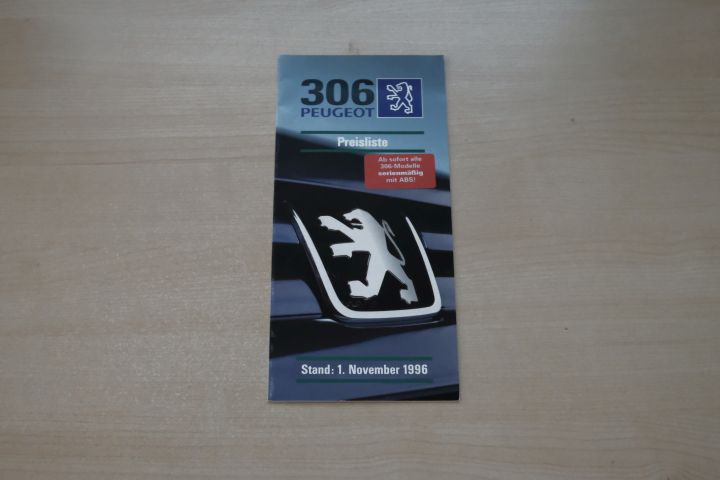 306
PEUGEOT
Preisliste
Ab sofort alle
306-Modelle
serienmäßig
mit ABS!
Stand: 1. November 1996